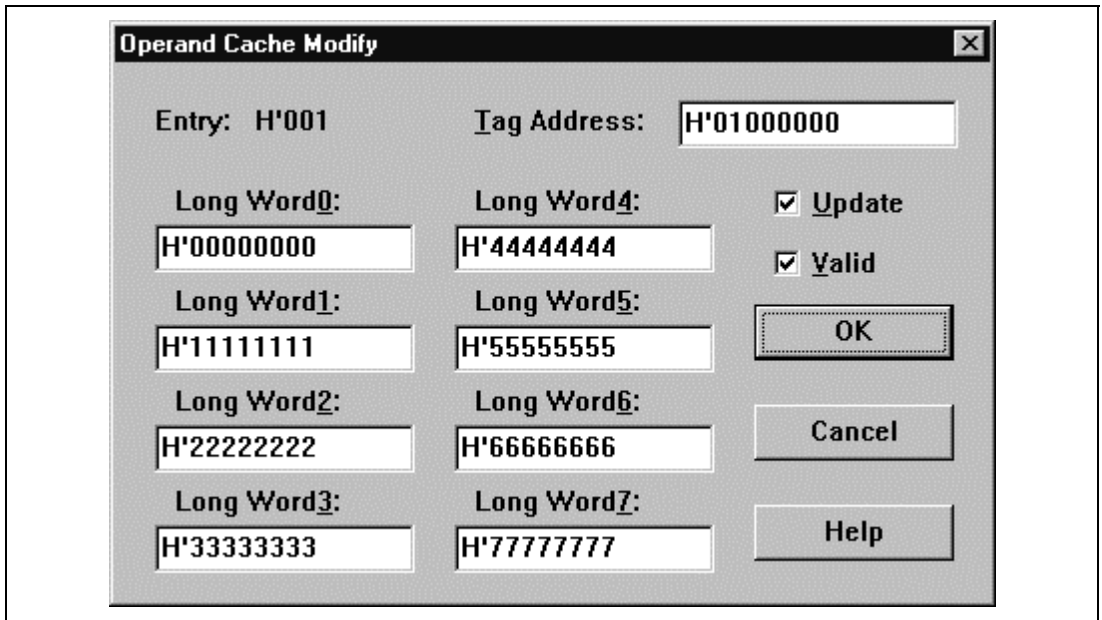 Operand Cache Modify
Entry: H'001 Tag Address: H'01000000
Long Word0: Long Word4: Update
H'00000000 H'44444444 Valid
Long Word1: Long Word5: OK
H'11111111 H'55555555
Long Word2: Long Word6: Cancel
H'22222222 H'66666666
Long Word3: Long Word7: Help
H'33333333 H'77777777